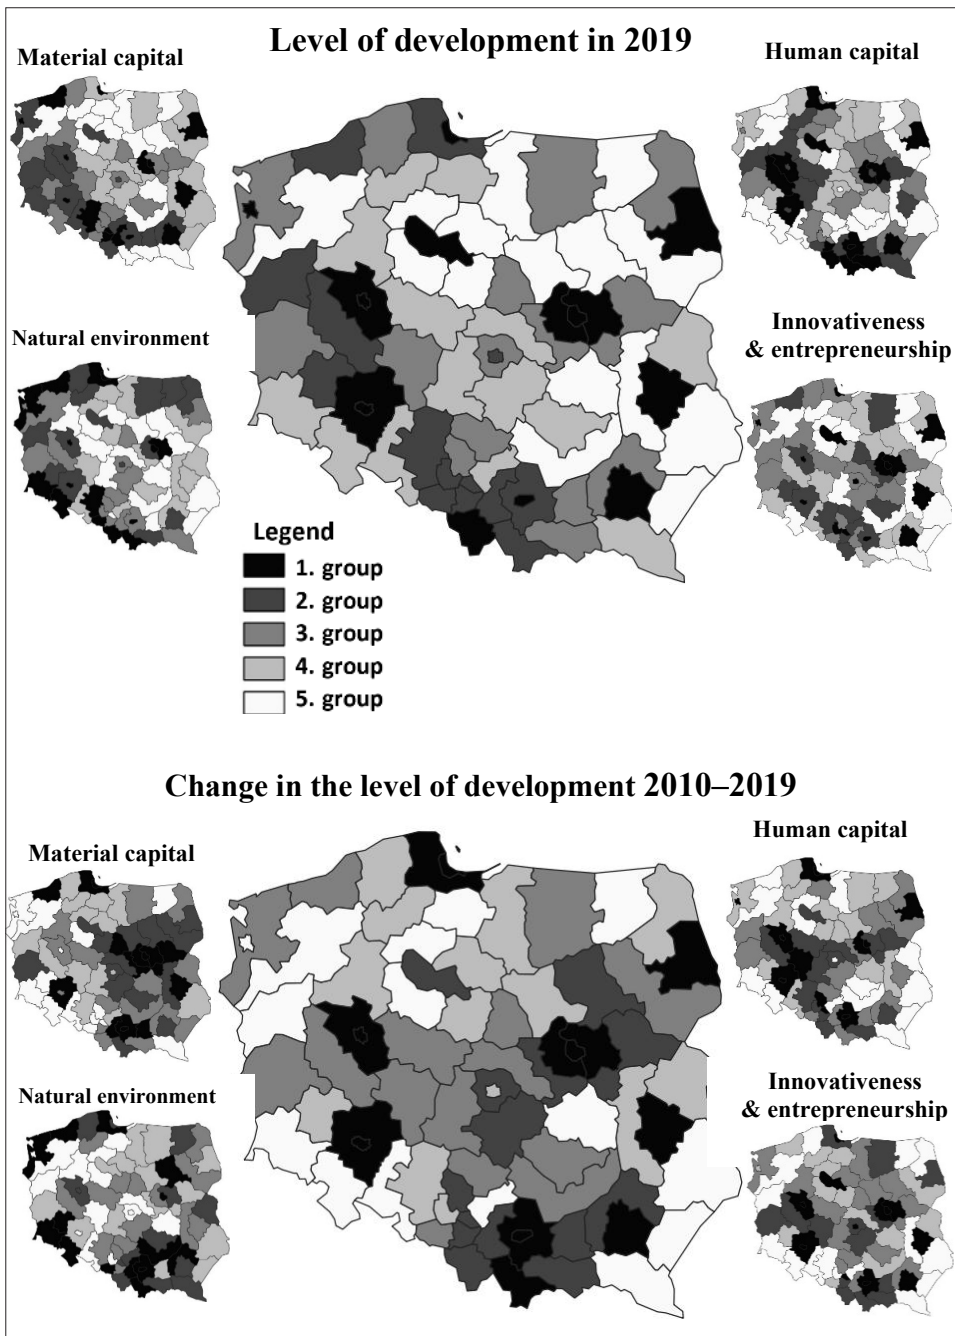 Level of development in 2019
Material capital
Human capital
Natural environment
Innovativeness
& entrepreneurship
Legend
1. group
2. group
3. group
4. group
5. group
Change in the level of development 2010–2019
Material capital
Human capital
Natural environment
Innovativeness
& entrepreneurship